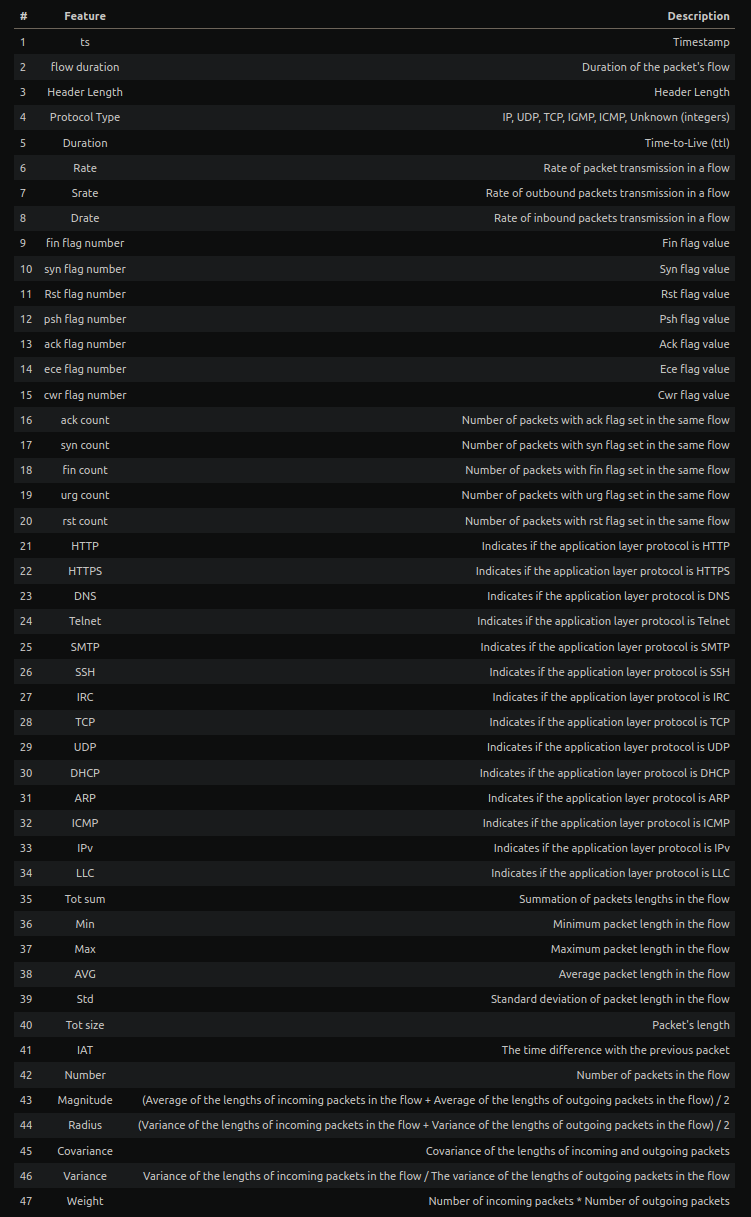 # Feature Description
1 ts Timestamp
2 flow duration Duration of the packet's flow
3 Header Length Header Length
4 Protocol Type IP, UDP, TCP, IGMP, ICMP, Unknown (integers)
5 Duration Time-to-Live (ttl)
6 Rate Rate of packet transmission in a flow
7 Srate Rate of outbound packets transmission in a flow
8 Drate Rate of inbound packets transmission in a flow
9 fin flag number Fin flag value
10 syn flag number Syn flag value
11 Rst flag number Rst flag value
12 psh flag number Psh flag value
13 ack flag number Ack flag value
14 ece flag number Ece flag value
15 cwr flag number Cwr flag value
16 ack count Number of packets with ack flag set in the same flow
17 syn count Number of packets with syn flag set in the same flow
18 fin count Number of packets with fin flag set in the same flow
19 urg count Number of packets with urg flag set in the same flow
20 rst count Number of packets with rst flag set in the same flow
21 HTTP Indicates if the application layer protocol is HTTP
22 HTTPS Indicates if the application layer protocol is HTTPS
23 DNS Indicates if the application layer protocol is DNS
24 Telnet Indicates if the application layer protocol is Telnet
25 SMTP Indicates if the application layer protocol is SMTP
26 SSH Indicates if the application layer protocol is SSH
27 IRC Indicates if the application layer protocol is IRC
28 TCP Indicates if the application layer protocol is TCP
29 UDP Indicates if the application layer protocol is UDP
30 DHCP Indicates if the application layer protocol is DHCP
31 ARP Indicates if the application layer protocol is ARP
32 ICMP Indicates if the application layer protocol is ICMP
33 IPv Indicates if the application layer protocol is IPv
34 LLC Indicates if the application layer protocol is LLC
35 Tot sum Summation of packets lengths in the flow
36 Min Minimum packet length in the flow
37 Max Maximum packet length in the flow
38 AVG Average packet length in the flow
39 Std Standard deviation of packet length in the flow
40 Tot size Packet's length
41 IAT The time difference with the previous packet
42 Number Number of packets in the flow
43 Magnitude (Average of the lengths of incoming packets in the flow + Average of the lengths of outgoing packets in the flow) / 2
44 Radius (Variance of the lengths of incoming packets in the flow + Variance of the lengths of outgoing packets in the flow) / 2
45 Covariance Covariance of the lengths of incoming and outgoing packets
46 Variance Variance of the lengths of incoming packets in the flow / The variance of the lengths of outgoing packets in the flow
47 Weight Number of incoming packets * Number of outgoing packets